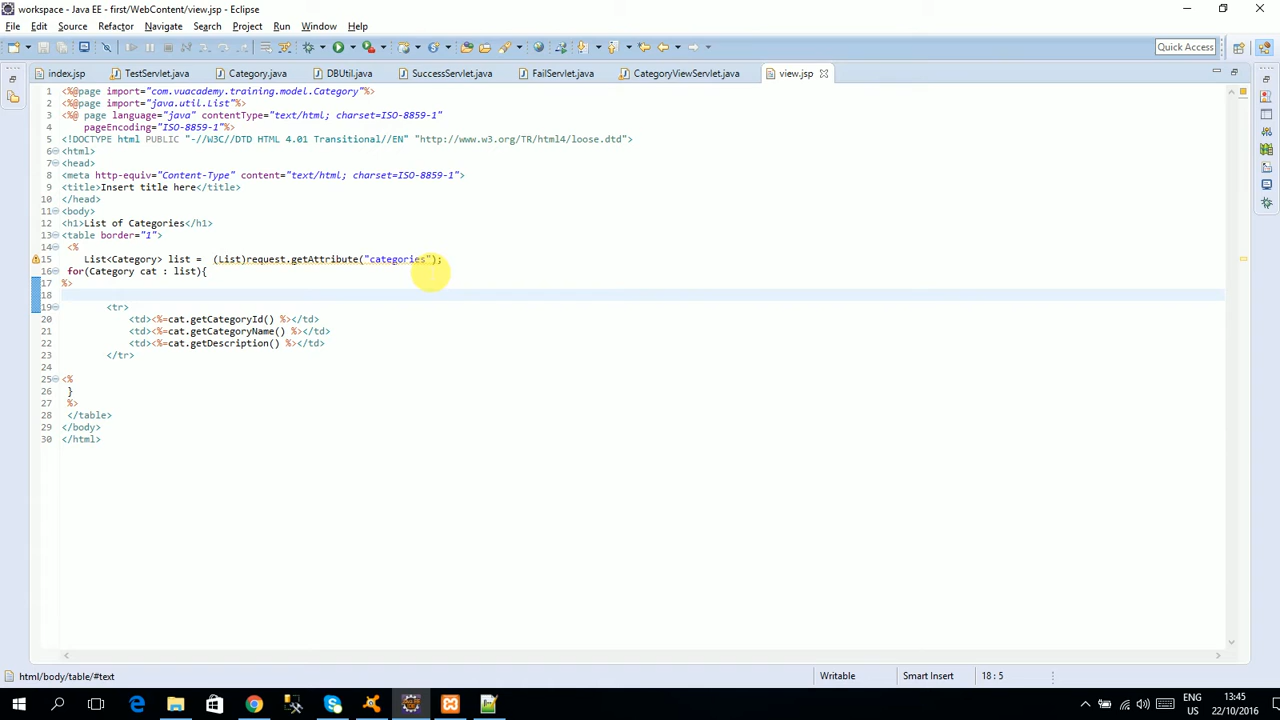 workspace - Java EE - first/WebContent/view.jsp - Eclipse
File Edit Source Refactor Navigate Search Project Run Window Help
Quick Access
index.jsp TestServlet.java Category.java DBUtil.java SuccessServlet.java FailServlet.java CategoryViewServlet.java view.jsp
1 <%@page import="com.vuacademy.training.model.Category"%>
2 <%@page import="java.util.List"%>
3 <%@ page language="java" contentType="text/html; charset=ISO-8859-1"
4 pageEncoding="ISO-8859-1"%>
5 <!DOCTYPE html PUBLIC "-//W3C//DTD HTML 4.01 Transitional//EN" "http://www.w3.org/TR/html4/loose.dtd">
6 <html>
7 <head>
8 <meta http-equiv="Content-Type" content="text/html; charset=ISO-8859-1">
9 <title>Insert title here</title>
10 </head>
11 <body>
12 <h1>List of Categories</h1>
13 <table border="1">
14 <%
15 List<Category> list = (List)request.getAttribute("categories");
16 for(Category cat : list){
17 %>
18
19 <tr>
20 <td><%=cat.getCategoryId() %></td>
21 <td><%=cat.getCategoryName() %></td>
22 <td><%=cat.getDescription() %></td>
23 </tr>
24
25 <%
26 }
27 %>
28 </table>
29 </body>
30 </html>
html/body/table/#text Writable Smart Insert 18 : 5
ENG 13:45
US 22/10/2016